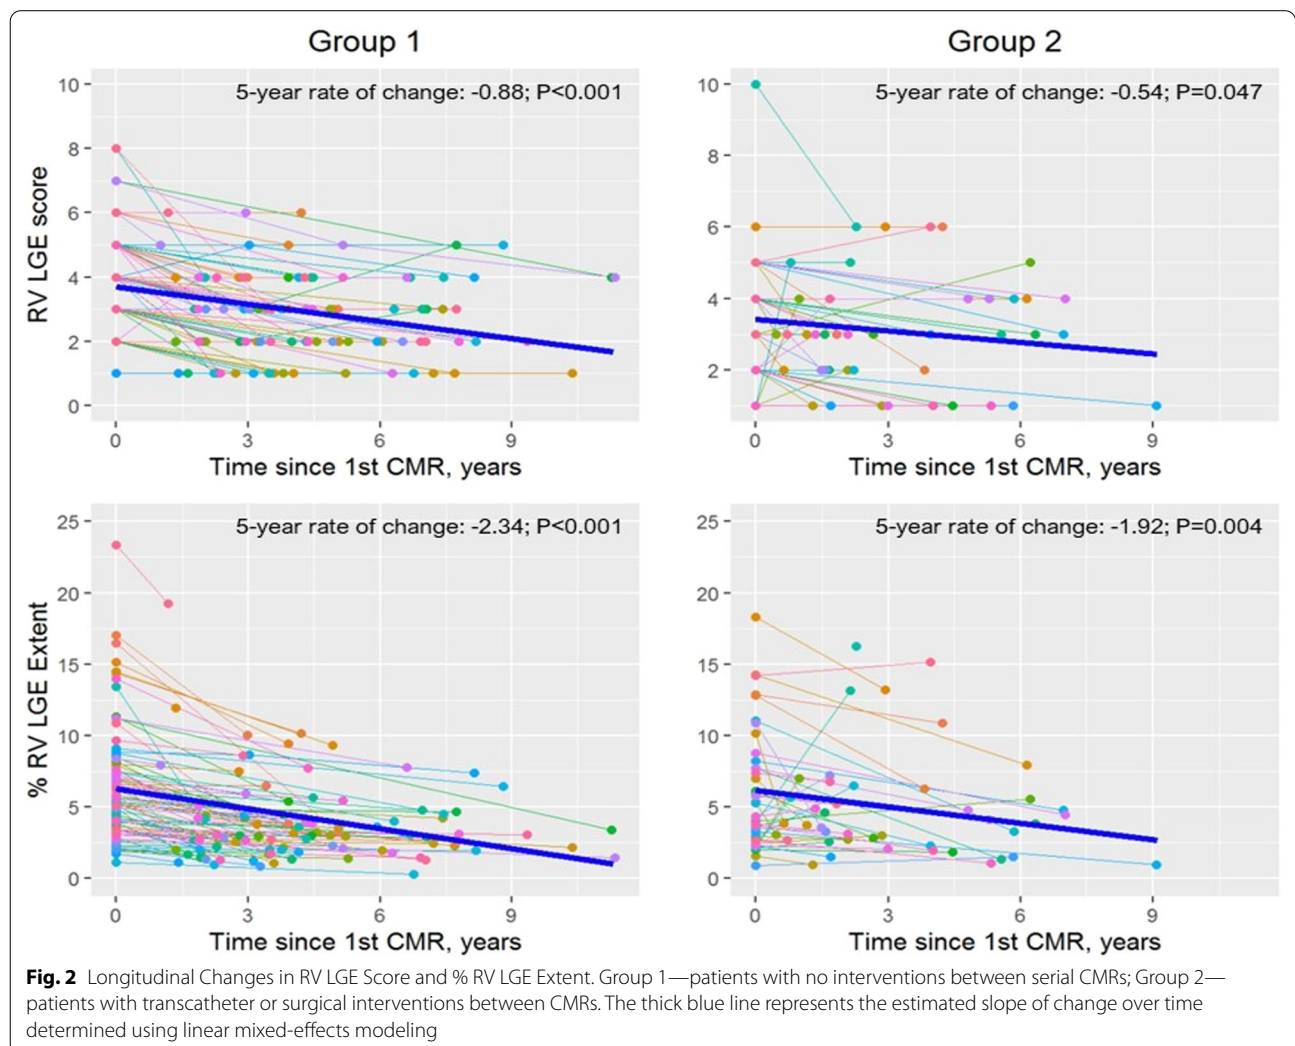 Group 1
Group 2
5-year rate of change: -0.88; P<0.001
5-year rate of change: -0.54; P=0.047
RV LGE score
10
8
6
4
2
0
10
8
6
4
2
0
3
6
9
0
3
6
9
Time since 1st CMR, years
Time since 1st CMR, years
5-year rate of change: -2.34; P<0.001
5-year rate of change: -1.92; P=0.004
% RV LGE Extent
25
20
15
10
5
0
25
20
15
10
5
0
0
3
6
9
0
3
6
9
Time since 1st CMR, years
Time since 1st CMR, years
Fig. 2 Longitudinal Changes in RV LGE Score and % RV LGE Extent. Group 1—patients with no interventions between serial CMRs; Group 2—
patients with transcatheter or surgical interventions between CMRs. The thick blue line represents the estimated slope of change over time
determined using linear mixed-effects modeling